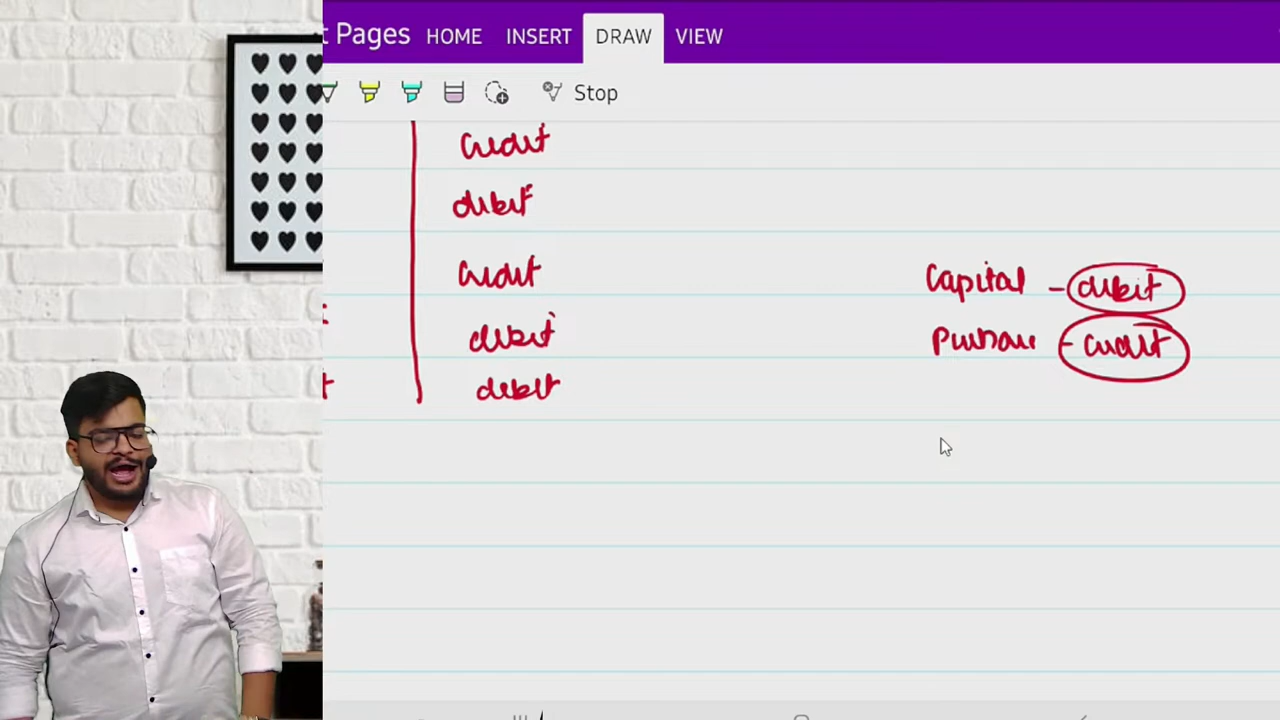 t Pages HOME INSERT DRAW VIEW
Stop
credit
debit
credit
debit
debit
Capital - debit
Purchase - credit